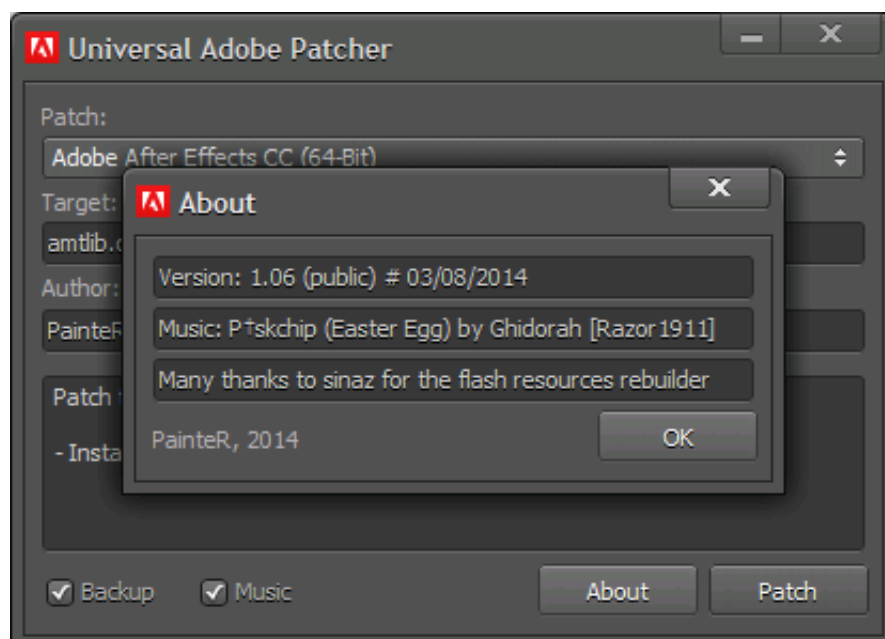 Universal Adobe Patcher
Patch:
Adobe After Effects CC (64-Bit)
Target:
About
amtlib.
Version: 1.06 (public) # 03/08/2014
Author:
Music: P†skchip (Easter Egg) by Ghidorah [Razor1911]
PainteR
Many thanks to sinaz for the flash resources rebuilder
Patch
PainteR, 2014
OK
- Insta
Backup
Music
About
Patch